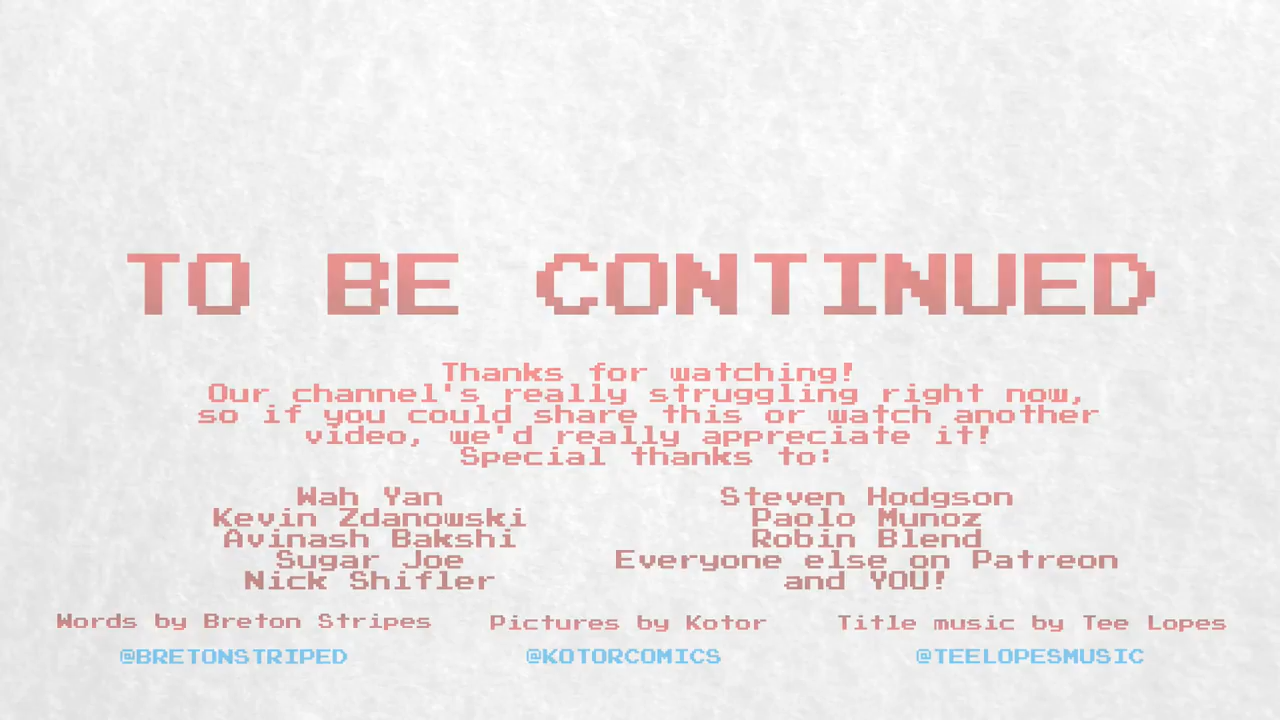 TO BE CONTINUED
Thanks for watching!
Our channel's really struggling right now,
so if you could share this or watch another
video, we'd really appreciate it!
Special thanks to:
Wah Yan
Kevin Zdanowski
Avinash Bakshi
Sugar Joe
Nick Shifler
Steven Hodgson
Paolo Munoz
Robin Blend
Everyone else on Patreon
and YOU!
Words by Breton Stripes
@BRETONSTRIPED
Pictures by Kotor
@KOTORCOMICS
Title music by Tee Lopes
@TEELOPESMUSIC